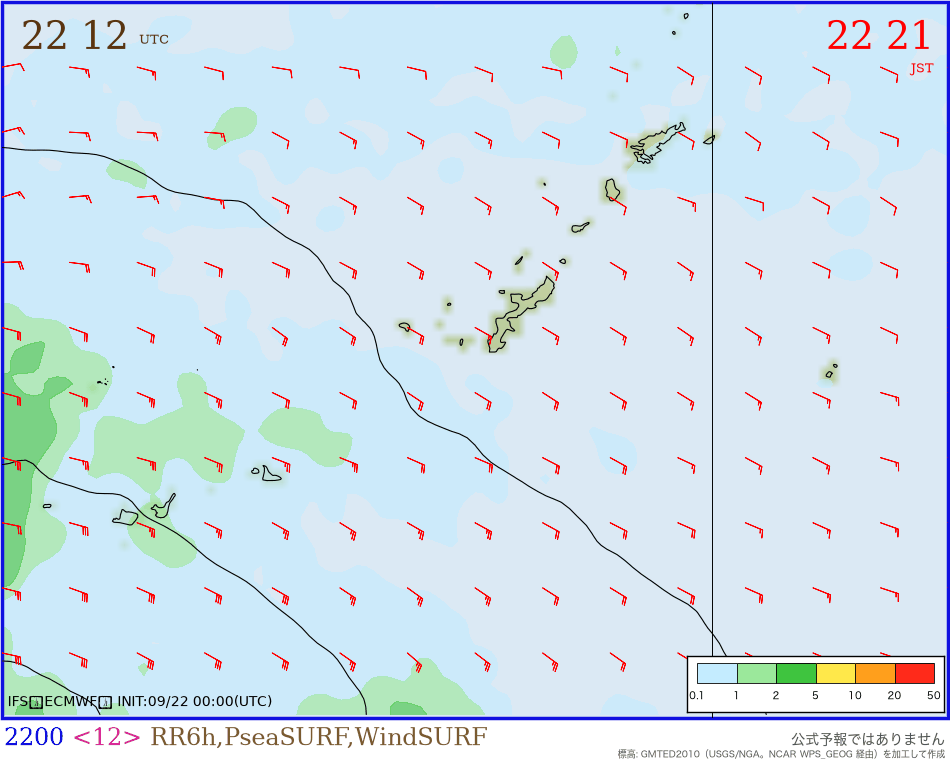 22 12 UTC
22 21
JST
IFS□ECMWF□ INIT:09/22 00:00(UTC)
0.1 1 2 5 10 20 50
2200 <12> RR6h,PseaSURF,WindSURF
公式予報ではありません
標高: GMTED2010（USGS/NGA。NCAR WPS_GEOG 経由）を加工して作成